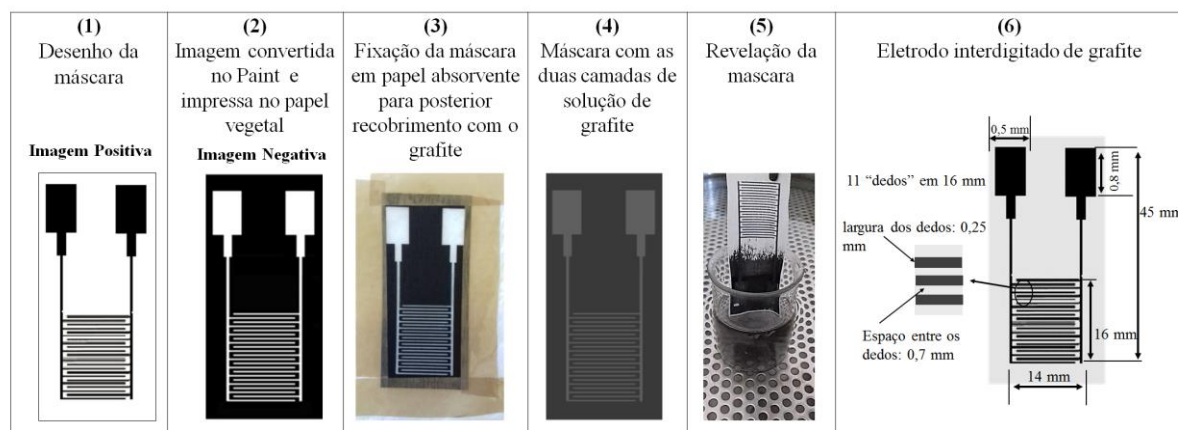 (1)
Desenho da
máscara
Imagem Positiva
(2)
Imagem convertida
no Paint e
impressa no papel
vegetal
Imagem Negativa
(3)
Fixação da máscara
em papel absorvente
para posterior
recobrimento com o
grafite
(4)
Máscara com as
duas camadas de
solução de
grafite
(5)
Revelação da
mascara
(6)
Eletrodo interdigitado de grafite
0,5 mm
11 “dedos” em 16 mm
0,8 mm
45 mm
largura dos dedos: 0,25
mm
Espaço entre os
dedos: 0,7 mm
16 mm
14 mm